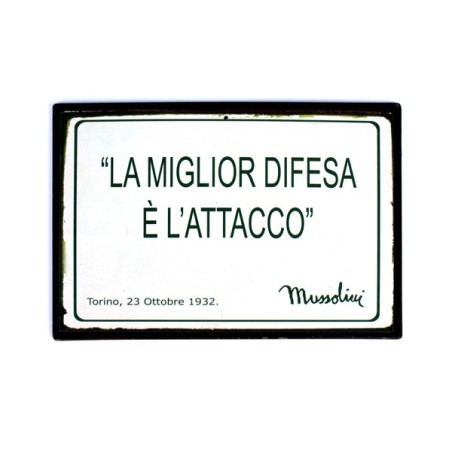 “LA MIGLIOR DIFESA
È L’ATTACCO”
Torino, 23 Ottobre 1932.
Mussolini